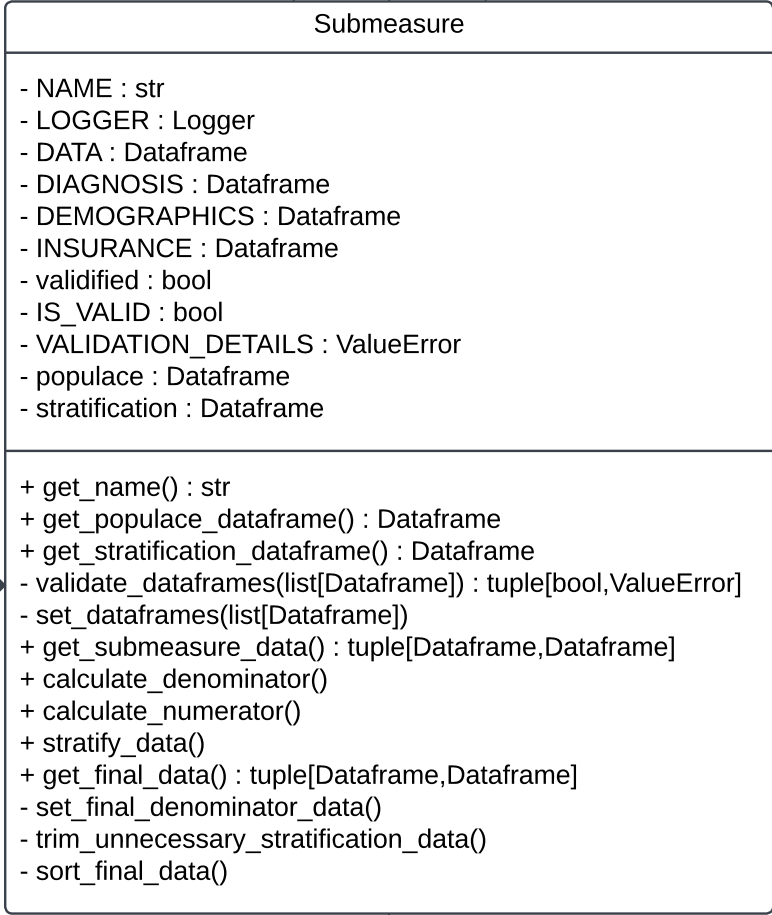 Submeasure
- NAME : str
- LOGGER : Logger
- DATA : Dataframe
- DIAGNOSIS : Dataframe
- DEMOGRAPHICS : Dataframe
- INSURANCE : Dataframe
- validified : bool
- IS_VALID : bool
- VALIDATION_DETAILS : ValueError
- populace : Dataframe
- stratification : Dataframe
+ get_name() : str
+ get_populace_dataframe() : Dataframe
+ get_stratification_dataframe() : Dataframe
- validate_dataframes(list[Dataframe]) : tuple[bool,ValueError]
- set_dataframes(list[Dataframe])
+ get_submeasure_data() : tuple[Dataframe,Dataframe]
+ calculate_denominator()
+ calculate_numerator()
+ stratify_data()
+ get_final_data() : tuple[Dataframe,Dataframe]
- set_final_denominator_data()
- trim_unnecessary_stratification_data()
- sort_final_data()